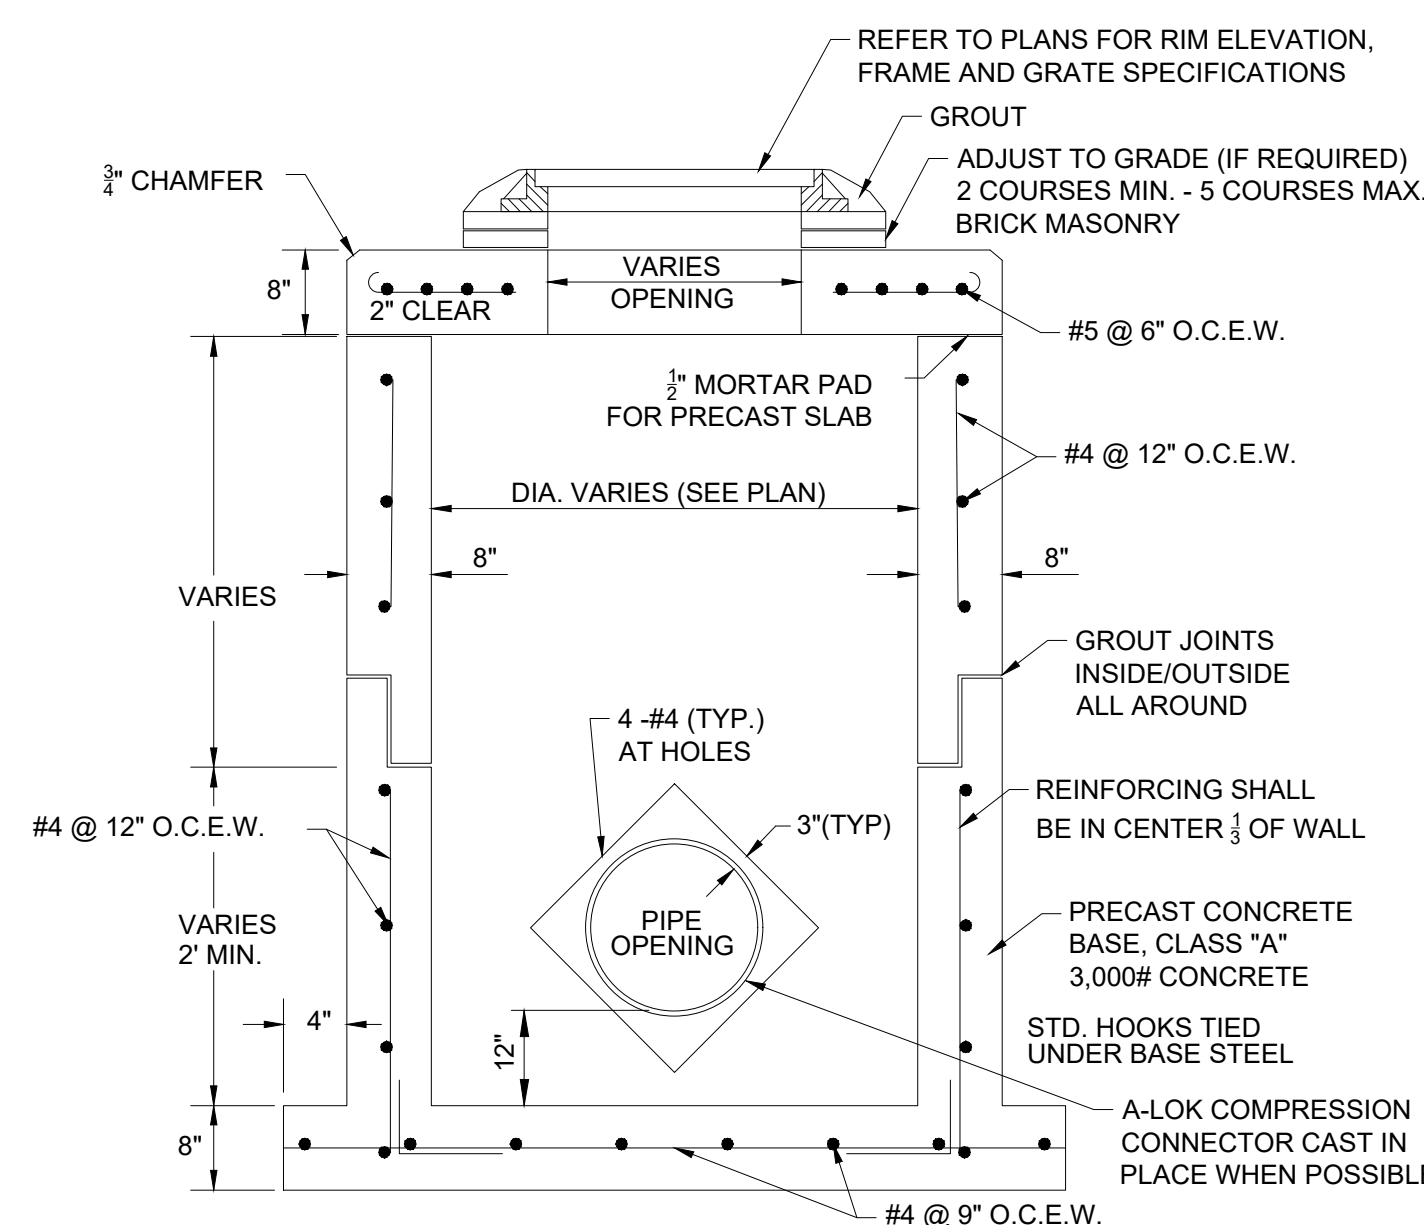 REFER TO PLANS FOR RIM ELEVATION,
FRAME AND GRATE SPECIFICATIONS
GROUT
ADJUST TO GRADE (IF REQUIRED)
2 COURSES MIN. - 5 COURSES MAX.
BRICK MASONRY
3/4" CHAMFER
8"
VARIES
OPENING
2" CLEAR
#5 @ 6" O.C.E.W.
1/2" MORTAR PAD
FOR PRECAST SLAB
#4 @ 12" O.C.E.W.
DIA. VARIES (SEE PLAN)
8"
8"
VARIES
GROUT JOINTS
INSIDE/OUTSIDE
ALL AROUND
4 -#4 (TYP.)
AT HOLES
REINFORCING SHALL
BE IN CENTER 1/3 OF WALL
#4 @ 12" O.C.E.W.
3"(TYP)
PIPE
OPENING
PRECAST CONCRETE
BASE, CLASS "A"
3,000# CONCRETE
VARIES
2' MIN.
4"
12"
STD. HOOKS TIED
UNDER BASE STEEL
A-LOK COMPRESSION
CONNECTOR CAST IN
PLACE WHEN POSSIBLE
8"
#4 @ 9" O.C.E.W.